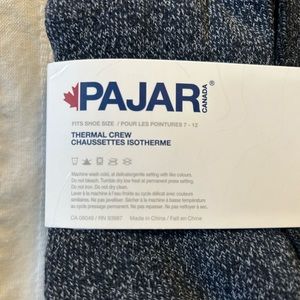 PAJAR®
CANADA
FITS SHOE SIZE / POUR LES POINTURES 7 - 12
THERMAL CREW
CHAUSSETTES ISOTHERME
Machine wash cold, at delicate/gentle setting with like colours.
Do not bleach. Tumble dry low heat at permanent press setting.
Do not iron. Do not dry clean.
Laver à la machine à l'eau froide au cycle délicat avec couleurs
similaires. Ne pas javelliser. Sécher à la machine à basse température
au cycle pressage permanent. Ne pas repasser. Ne pas nettoyer à sec.
CA 08049 / RN 93987 Made in China / Fait en Chine